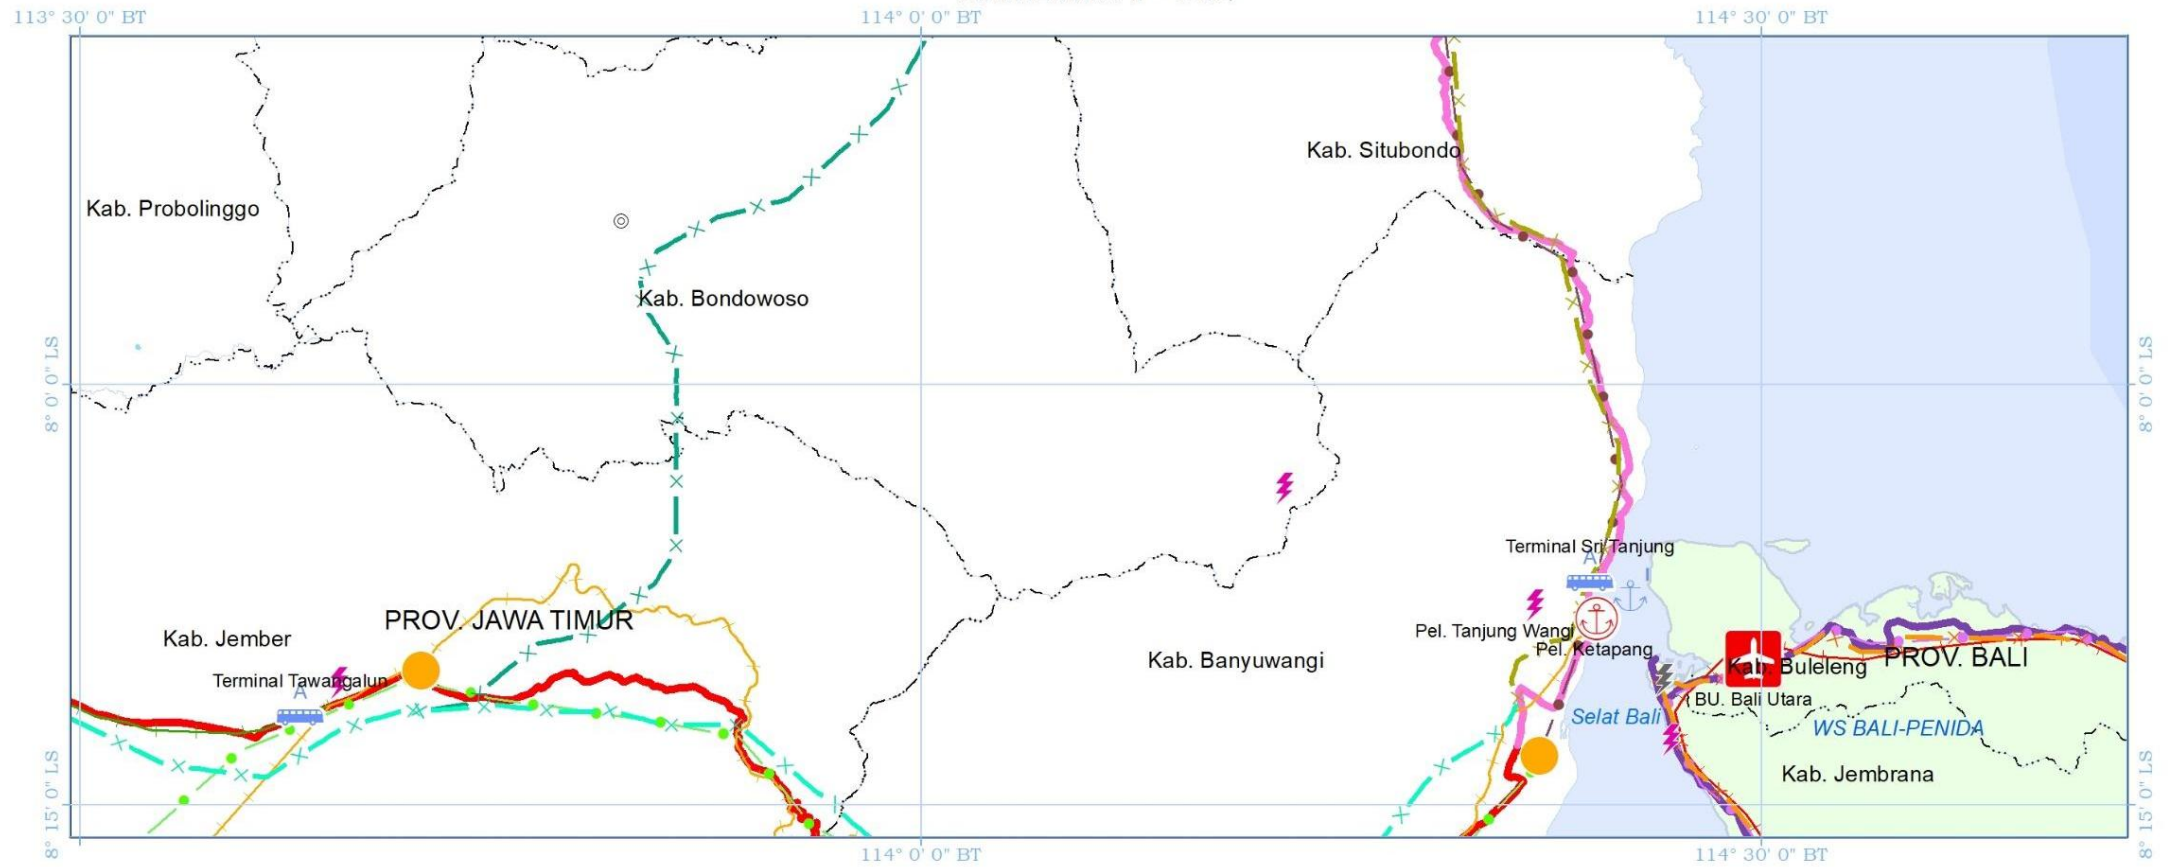 113° 30' 0" BT
114° 0' 0" BT
114° 30' 0" BT
Kab. Situbondo
Kab. Probolinggo
Kab. Bondowoso
8° 0' 0" LS
8° 0' 0" LS
Terminal Sri Tanjung
A
PROV. JAWA TIMUR
Kab. Jember
Pel. Tanjung Wangi
Pel. Ketapang
Kab. Banyuwangi
Kab. Buleleng
PROV. BALI
Terminal Tawangalun
A
BU. Bali Utara
Selat Bali
WS BALI-PENIDA
Kab. Jembrana
8° 15' 0" LS
8° 15' 0" LS
114° 0' 0" BT
114° 30' 0" BT